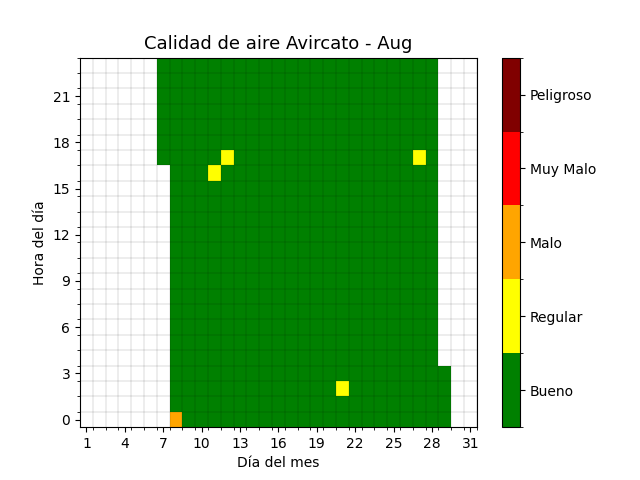 Calidad de aire Avircato - Aug
21
18
15
12
9
6
3
0
Hora del día
1 4 7 10 13 16 19 22 25 28 31
Día del mes
Peligroso
Muy Malo
Malo
Regular
Bueno